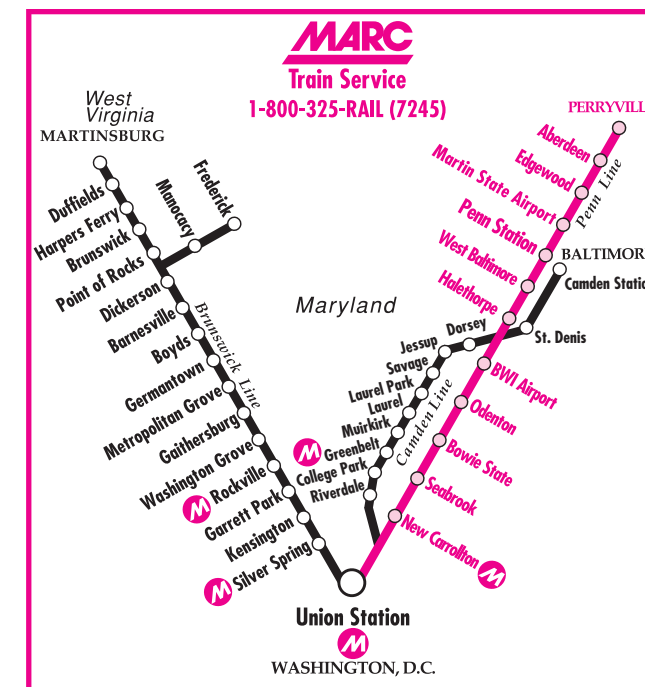 MARC
Train Service
1-800-325-RAIL (7245)
West
Virginia
MARTINSBURG
Duffields
Harpers Ferry
Brunswick
Point of Rocks
Frederick
Manocacy
Dickerson
Barnesville
Boyds
Germantown
Metropolitan Grove
Gaithersburg
Washington Grove
M Rockville
Garrett Park
Kensington
M Silver Spring
Brunswick Line
Maryland
PERRYVILL
Aberdeen
Edgewood
Martin State Airport
Penn Station
West Baltimore
Halethorpe
Penn Line
BALTIMOR
Camden Statio
St. Denis
Dorsey
Jessup
Savage
Laurel Park
Laurel
Muirkirk
M Greenbelt
College Park
Riverdale
Camden Line
BWI Airport
Odenton
Bowie State
Seabrook
New Carrollton M
Union Station
M
WASHINGTON, D.C.